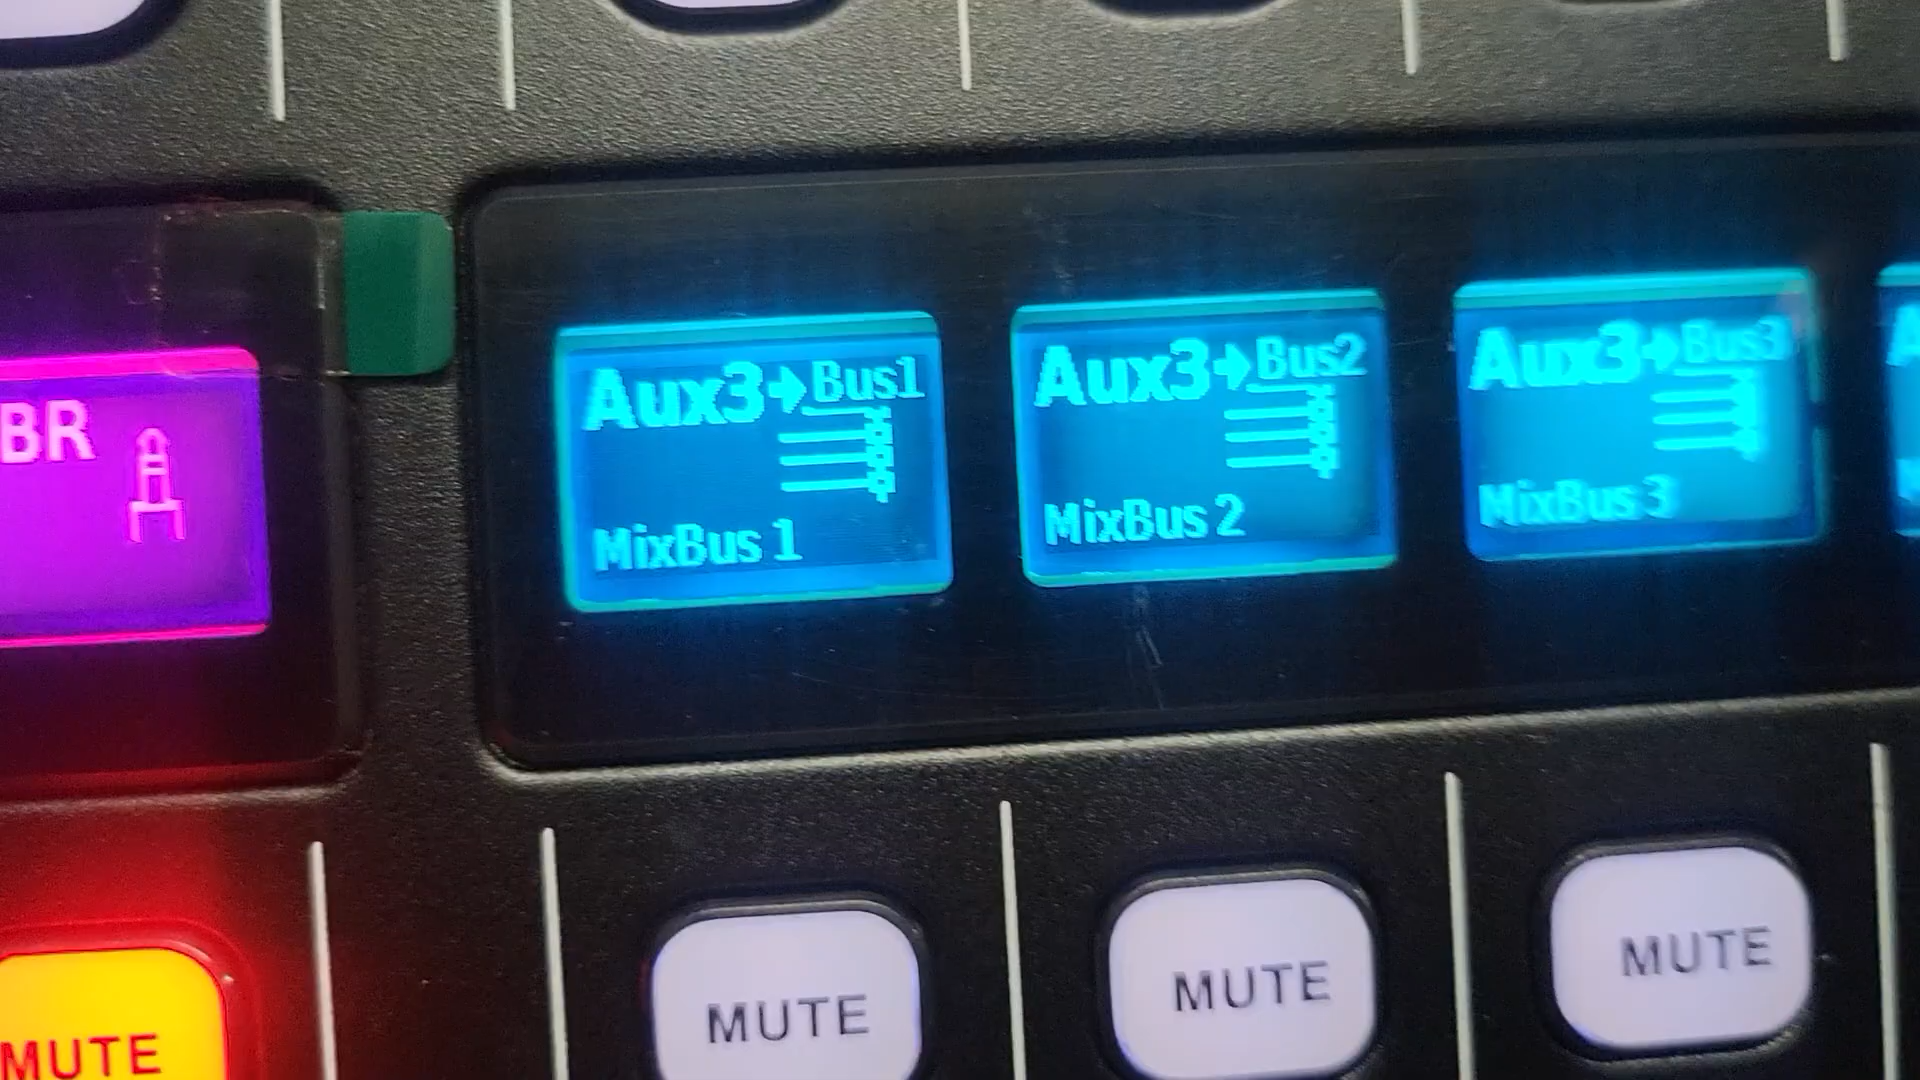 BR
Aux3→Bus1
MixBus 1
Aux3→Bus2
MixBus 2
Aux3→Bus3
MixBus 3
A
MUTE
MUTE
MUTE
MUTE